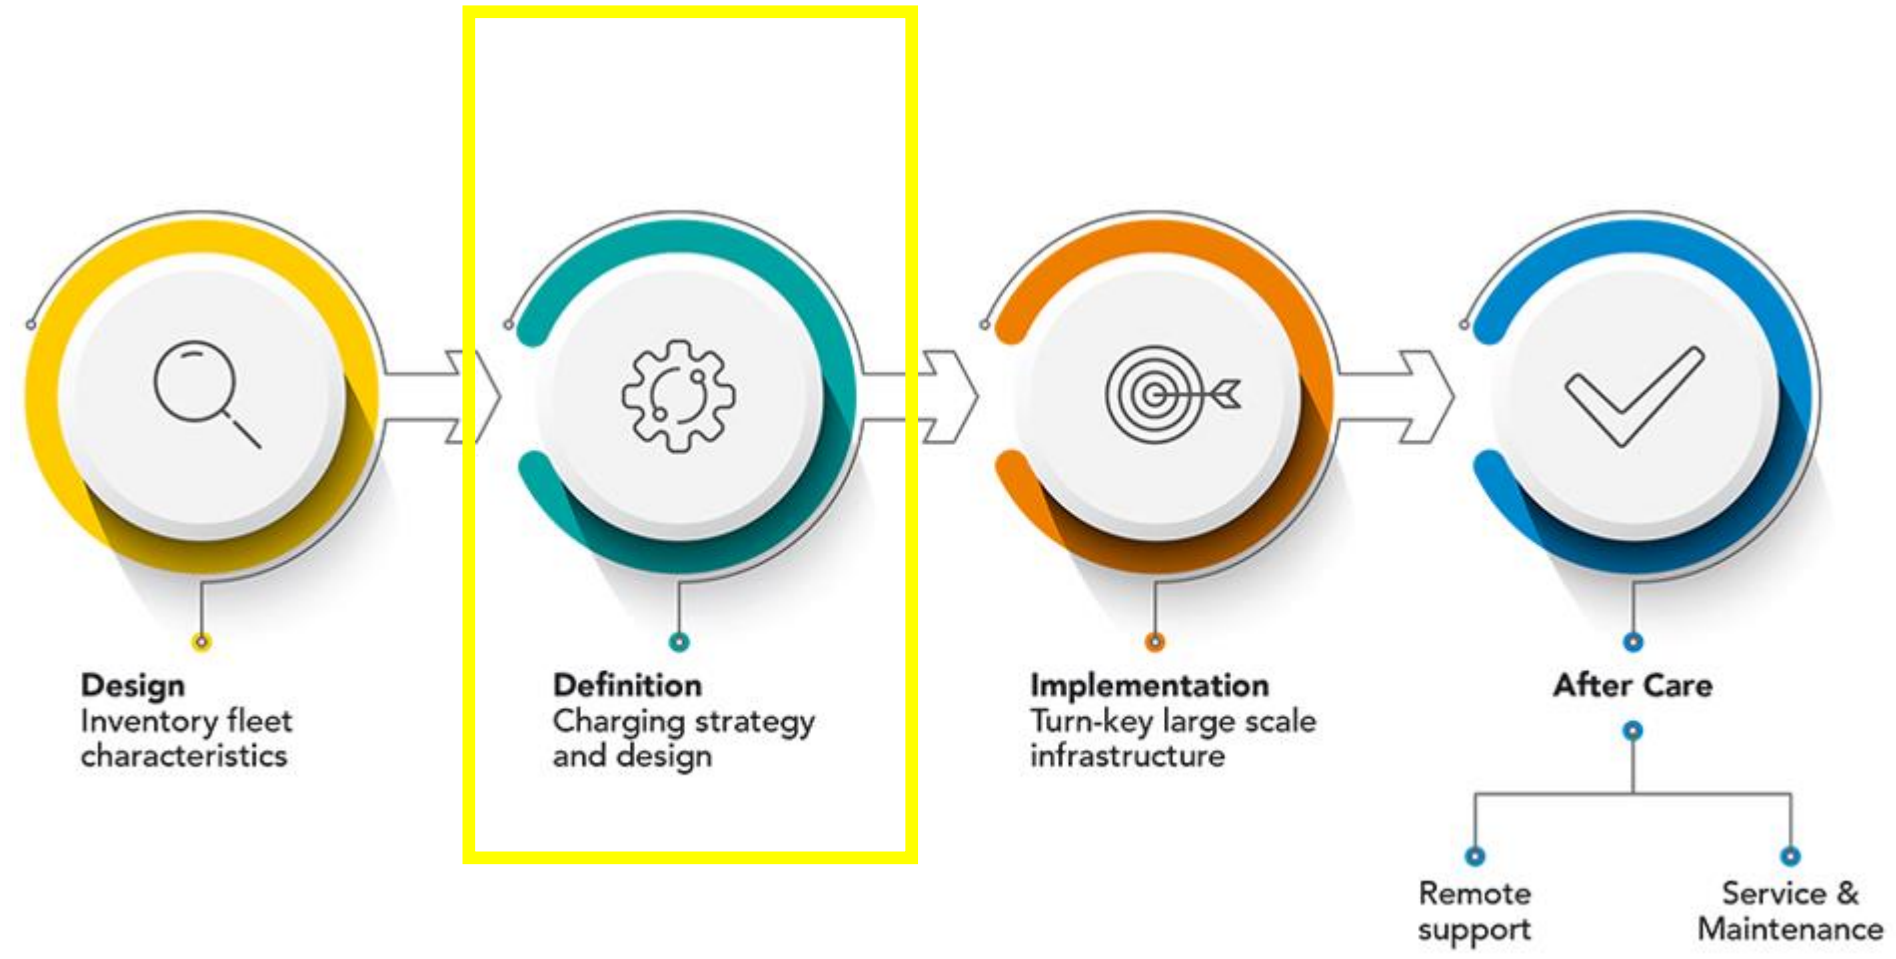 Design
Inventory fleet
characteristics
Definition
Charging strategy
and design
Implementation
Turn-key large scale
infrastructure
After Care
Remote
support
Service &
Maintenance